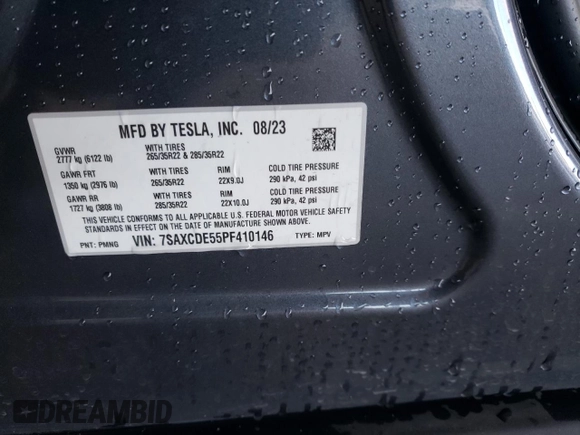 MFD BY TESLA, INC. 08/23
GVWR
2777 kg (6122 lb)
WITH TIRES
265/35R22 & 285/35R22
GAWR FRT
1350 kg (2976 lb)
WITH TIRES
265/35R22
RIM
22X9.0J
COLD TIRE PRESSURE
290 kPa, 42 psi
GAWR RR
1727 kg (3808 lb)
WITH TIRES
285/35R22
RIM
22X10.0J
COLD TIRE PRESSURE
290 kPa, 42 psi
THIS VEHICLE CONFORMS TO ALL APPLICABLE U.S. FEDERAL MOTOR VEHICLE SAFETY
STANDARDS IN EFFECT ON THE DATE OF MANUFACTURE SHOWN ABOVE.
PNT: PMNG VIN: 7SAXCDE55PF410146 TYPE: MPV
DREAMBID